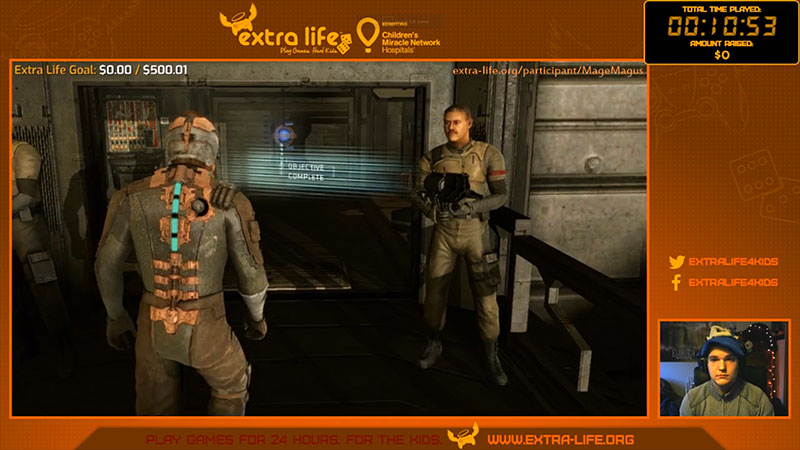 extra life
Play Games. Heal Kids.
BENEFITING
Children's
Miracle Network
Hospitals
TOTAL TIME PLAYED:
00:10:53
AMOUNT RAISED:
$0
Extra Life Goal: $0.00 / $500.01
extra-life.org/participant/MageMagus
OBJECTIVE
COMPLETE
EXTRALIFE4KIDS
EXTRALIFE4KIDS
PLAY GAMES FOR 24 HOURS. FOR THE KIDS.
WWW.EXTRA-LIFE.ORG